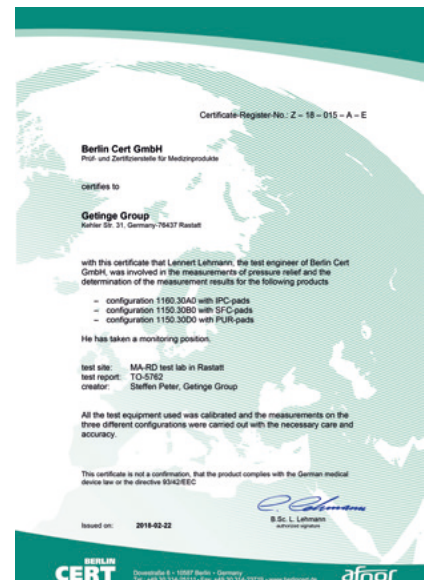 Certificate-Register-No.: Z – 18 – 015 – A – E
Berlin Cert GmbH
Prüf- und Zertifizierstelle für Medizinprodukte
certifies to
Getinge Group
Kehler Str. 31, Germany-76437 Rastatt
with this certificate that Lennert Lehmann, the test engineer of Berlin Cert
GmbH, was involved in the measurements of pressure relief and the
determination of the measurement results for the following products
– configuration 1160.30A0 with IPC-pads
– configuration 1150.30B0 with SFC-pads
– configuration 1150.30D0 with PUR-pads
He has taken a monitoring position.
test site: MA-RD test lab in Rastatt
test report: TO-5762
creator: Steffen Peter, Getinge Group
All the test equipment used was calibrated and the measurements on the
three different configurations were carried out with the necessary care and
accuracy.
This certificate is not a confirmation, that the product complies with the German medical
device law or the directive 93/42/EEC
Issued on: 2018-02-22
B.Sc. L. Lehmann
authorized signature
BERLIN
CERT
Dovestraße 6 – 10587 Berlin – Germany
afnor